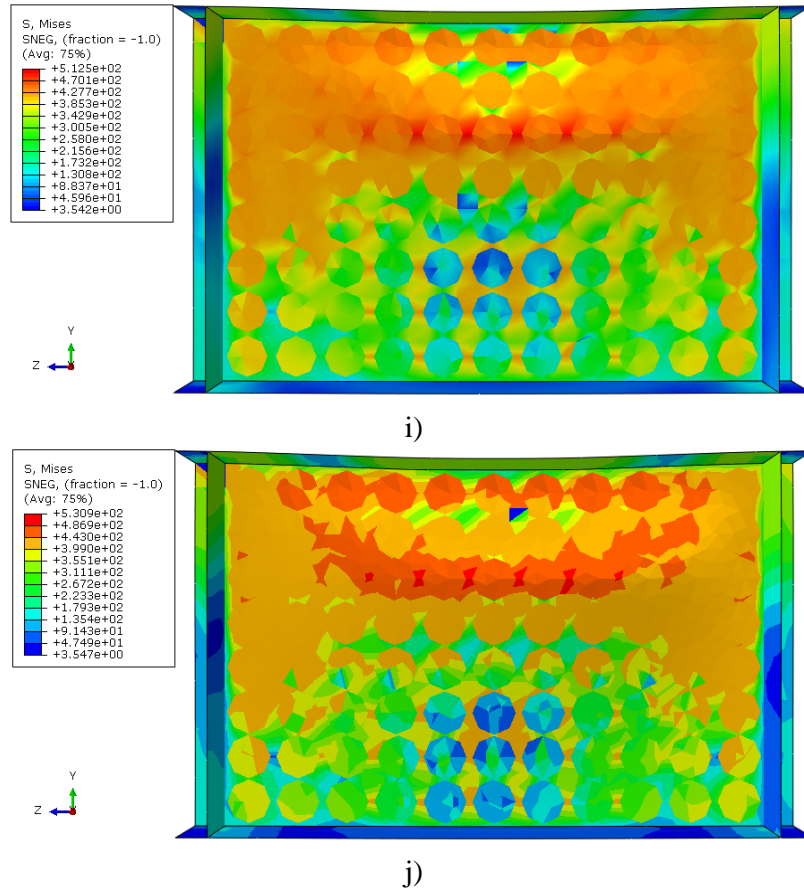 S, Mises
SNEG, (fraction = -1.0)
(Avg: 75%)
+5.125e+02
+4.701e+02
+4.277e+02
+3.853e+02
+3.429e+02
+3.005e+02
+2.580e+02
+2.156e+02
+1.732e+02
+1.308e+02
+8.837e+01
+4.596e+01
+3.542e+00
Y
Z
i)
S, Mises
SNEG, (fraction = -1.0)
(Avg: 75%)
+5.309e+02
+4.869e+02
+4.430e+02
+3.990e+02
+3.551e+02
+3.111e+02
+2.672e+02
+2.233e+02
+1.793e+02
+1.354e+02
+9.143e+01
+4.749e+01
+3.547e+00
Y
Z
j)